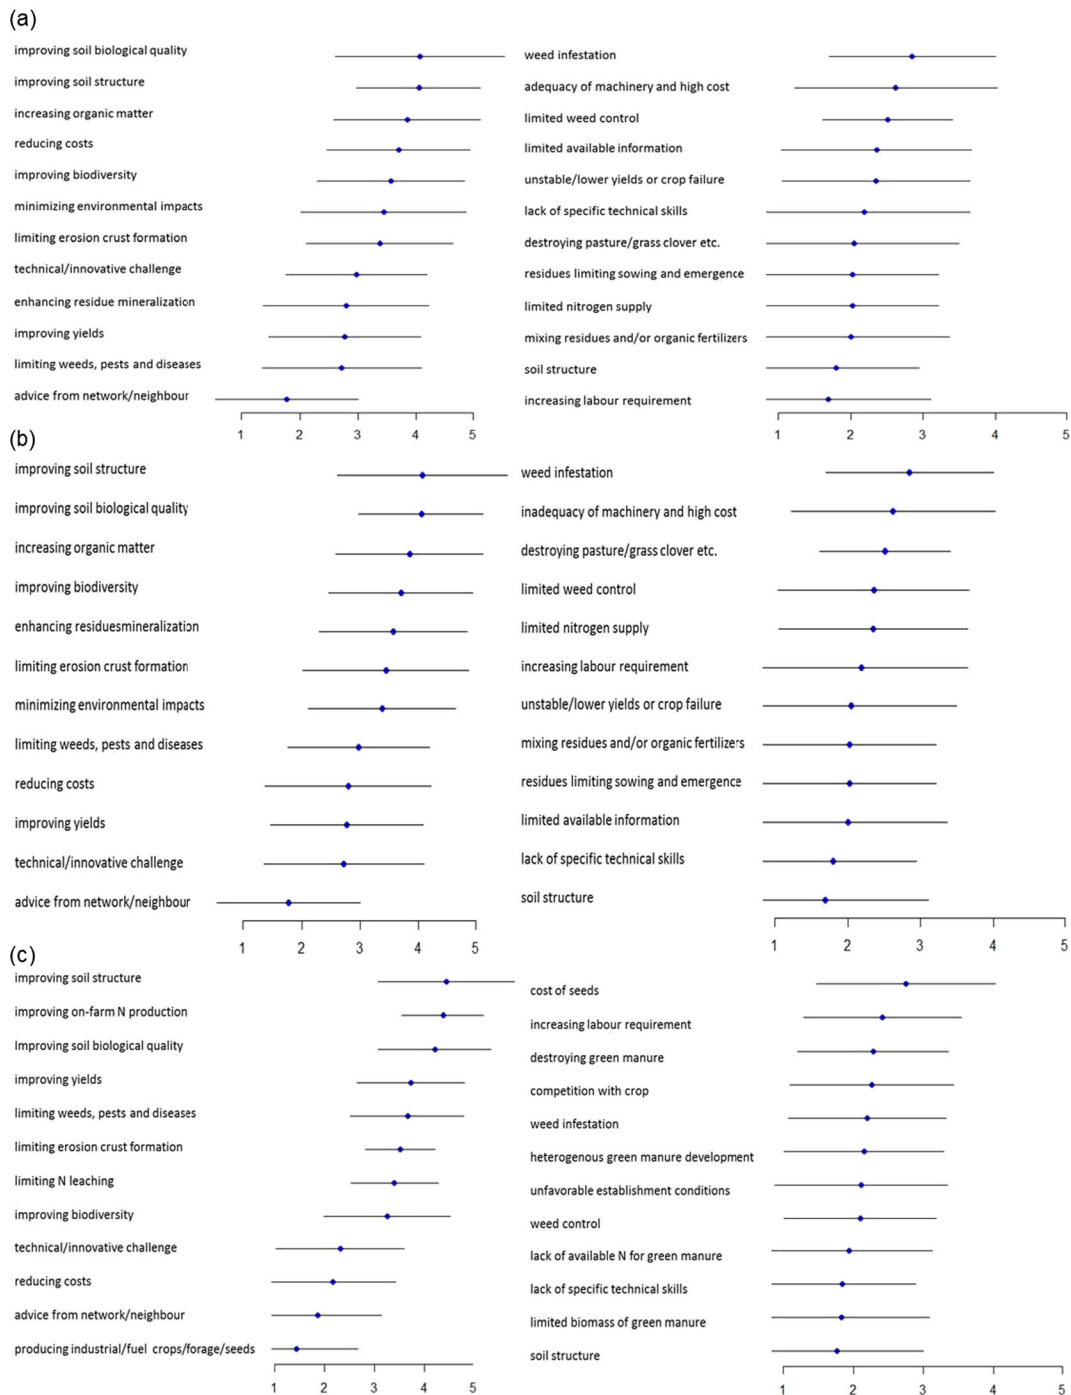 (a)
improving soil biological quality
improving soil structure
increasing organic matter
reducing costs
improving biodiversity
minimizing environmental impacts
limiting erosion crust formation
technical/innovative challenge
enhancing residue mineralization
improving yields
limiting weeds, pests and diseases
advice from network/neighbour
1 2 3 4 5
weed infestation
adequacy of machinery and high cost
limited weed control
limited available information
unstable/lower yields or crop failure
lack of specific technical skills
destroying pasture/grass clover etc.
residues limiting sowing and emergence
limited nitrogen supply
mixing residues and/or organic fertilizers
soil structure
increasing labour requirement
1 2 3 4 5
(b)
improving soil structure
improving soil biological quality
increasing organic matter
improving biodiversity
enhancing residuesmineralization
limiting erosion crust formation
minimizing environmental impacts
limiting weeds, pests and diseases
reducing costs
improving yields
technical/innovative challenge
advice from network/neighbour
1 2 3 4 5
weed infestation
inadequacy of machinery and high cost
destroying pasture/grass clover etc.
limited weed control
limited nitrogen supply
increasing labour requirement
unstable/lower yields or crop failure
mixing residues and/or organic fertilizers
residues limiting sowing and emergence
limited available information
lack of specific technical skills
soil structure
1 2 3 4 5
(c)
improving soil structure
improving on-farm N production
Improving soil biological quality
improving yields
limiting weeds, pests and diseases
limiting erosion crust formation
limiting N leaching
improving biodiversity
technical/innovative challenge
reducing costs
advice from network/neighbour
producing industrial/fuel crops/forage/seeds
1 2 3 4 5
cost of seeds
increasing labour requirement
destroying green manure
competition with crop
weed infestation
heterogenous green manure development
unfavorable establishment conditions
weed control
lack of available N for green manure
lack of specific technical skills
limited biomass of green manure
soil structure
1 2 3 4 5